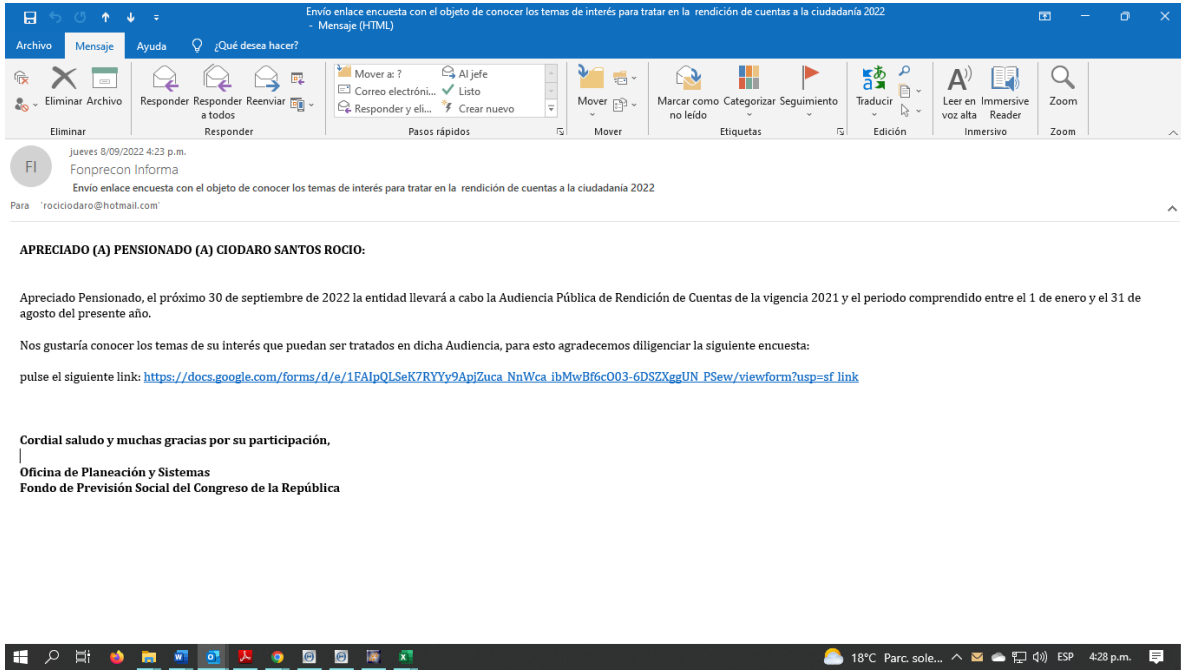 Envío enlace encuesta con el objeto de conocer los temas de interés para tratar en la rendición de cuentas a la ciudadanía 2022
- Mensaje (HTML)
Archivo Mensaje Ayuda ¿Qué desea hacer?
Eliminar Archivo
Responder Responder a todos Reenviar
Mover a: ? Al jefe
Correo electróni... Listo
Responder y eli... Crear nuevo
Mover
Marcar como no leído Categorizar Seguimiento
Traducir
Leer en voz alta Immersive Reader
Zoom
Eliminar Responder Pasos rápidos Mover Etiquetas Edición Inmersivo Zoom
FI
jueves 8/09/2022 4:23 p.m.
Fonprecon Informa
Envío enlace encuesta con el objeto de conocer los temas de interés para tratar en la rendición de cuentas a la ciudadanía 2022
Para 'rociciodaro@hotmail.com'
APRECIADO (A) PENSIONADO (A) CIODARO SANTOS ROCIO:
Apreciado Pensionado, el próximo 30 de septiembre de 2022 la entidad llevará a cabo la Audiencia Pública de Rendición de Cuentas de la vigencia 2021 y el periodo comprendido entre el 1 de enero y el 31 de
agosto del presente año.
Nos gustaría conocer los temas de su interés que puedan ser tratados en dicha Audiencia, para esto agradecemos diligenciar la siguiente encuesta:
pulse el siguiente link: https://docs.google.com/forms/d/e/1FAIpQLSeK7RYYy9ApjZuca_NnWca_ibMwBf6cO03-6DSZXggUN_PSew/viewform?usp=sf_link
Cordial saludo y muchas gracias por su participación,
Oficina de Planeación y Sistemas
Fondo de Previsión Social del Congreso de la República
18°C Parc. sole... ESP 4:28 p.m.